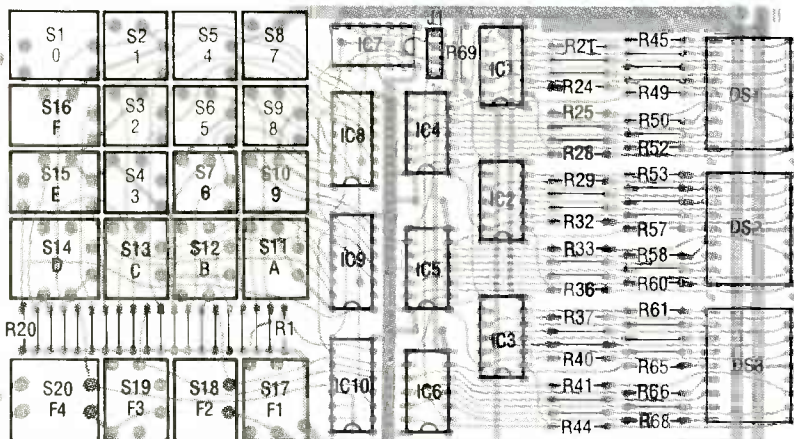 S1 S2 S5 S8
0 1 4 7
S16 S3 S6 S9
F 2 5 8
S15 S4 S7 S10
E 3 6 9
S14 S13 S12 S11
D C B A
R20 R1
S20 S19 S18 S17
F4 F3 F2 F1
IC7 J1 R69 IC1
IC8 IC4
IC2
IC9 IC5
IC3
IC10 IC6
R21 R45
R24 R49
R25 R50
R28 R52
R29 R53
R32 R57
R33 R58
R36 R60
R37 R61
R40 R65
R41 R66
R44 R68
DS1
DS2
DS3